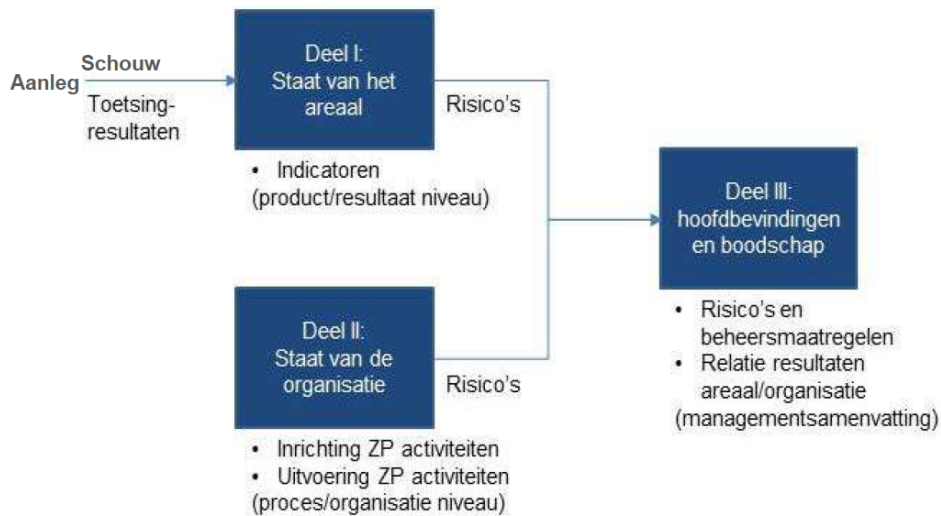 Schouw
Aanleg
Toetsing-
resultaten
Deel I:
Staat van het
areaal
Risico's
• Indicatoren
(product/resultaat niveau)
Deel II:
Staat van de
organisatie
Risico's
• Inrichting ZP activiteiten
• Uitvoering ZP activiteiten
(proces/organisatie niveau)
Deel III:
hoofdbevindingen
en boodschap
• Risico's en
beheersmaatregelen
• Relatie resultaten
areaal/organisatie
(managementsamenvatting)